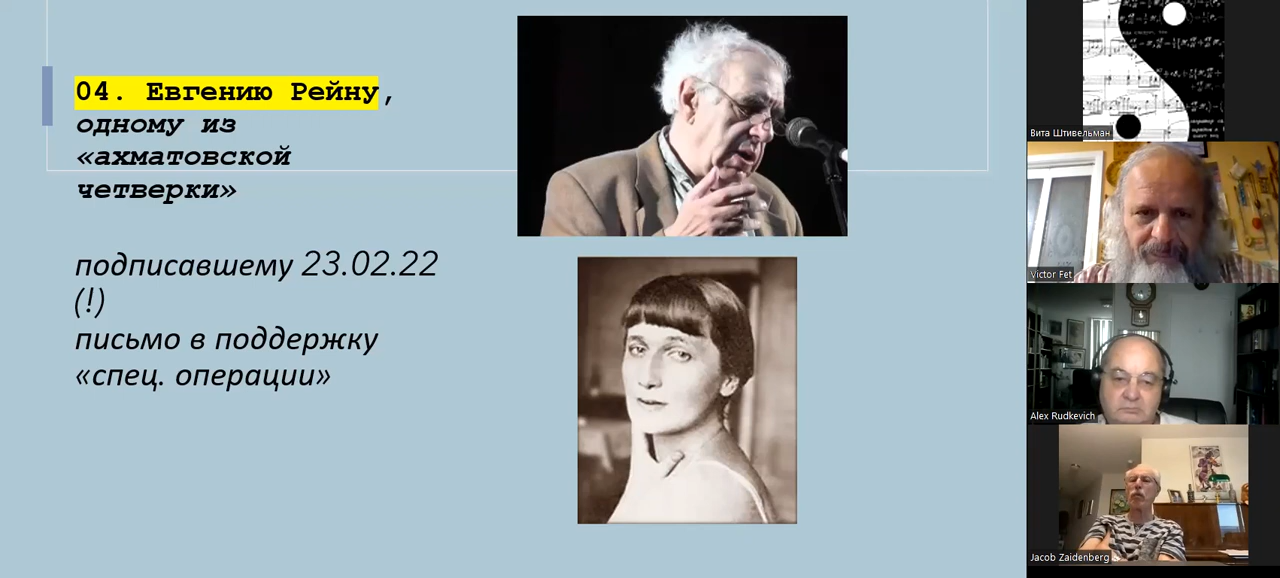 04. Евгению Рейну,
одному из
«ахматовской
четверки»
подписавшему 23.02.22
(!)
письмо в поддержку
«спец. операции»
Вита Штивельман
Victor Fet
Alex Rudkevich
Jacob Zaidenberg